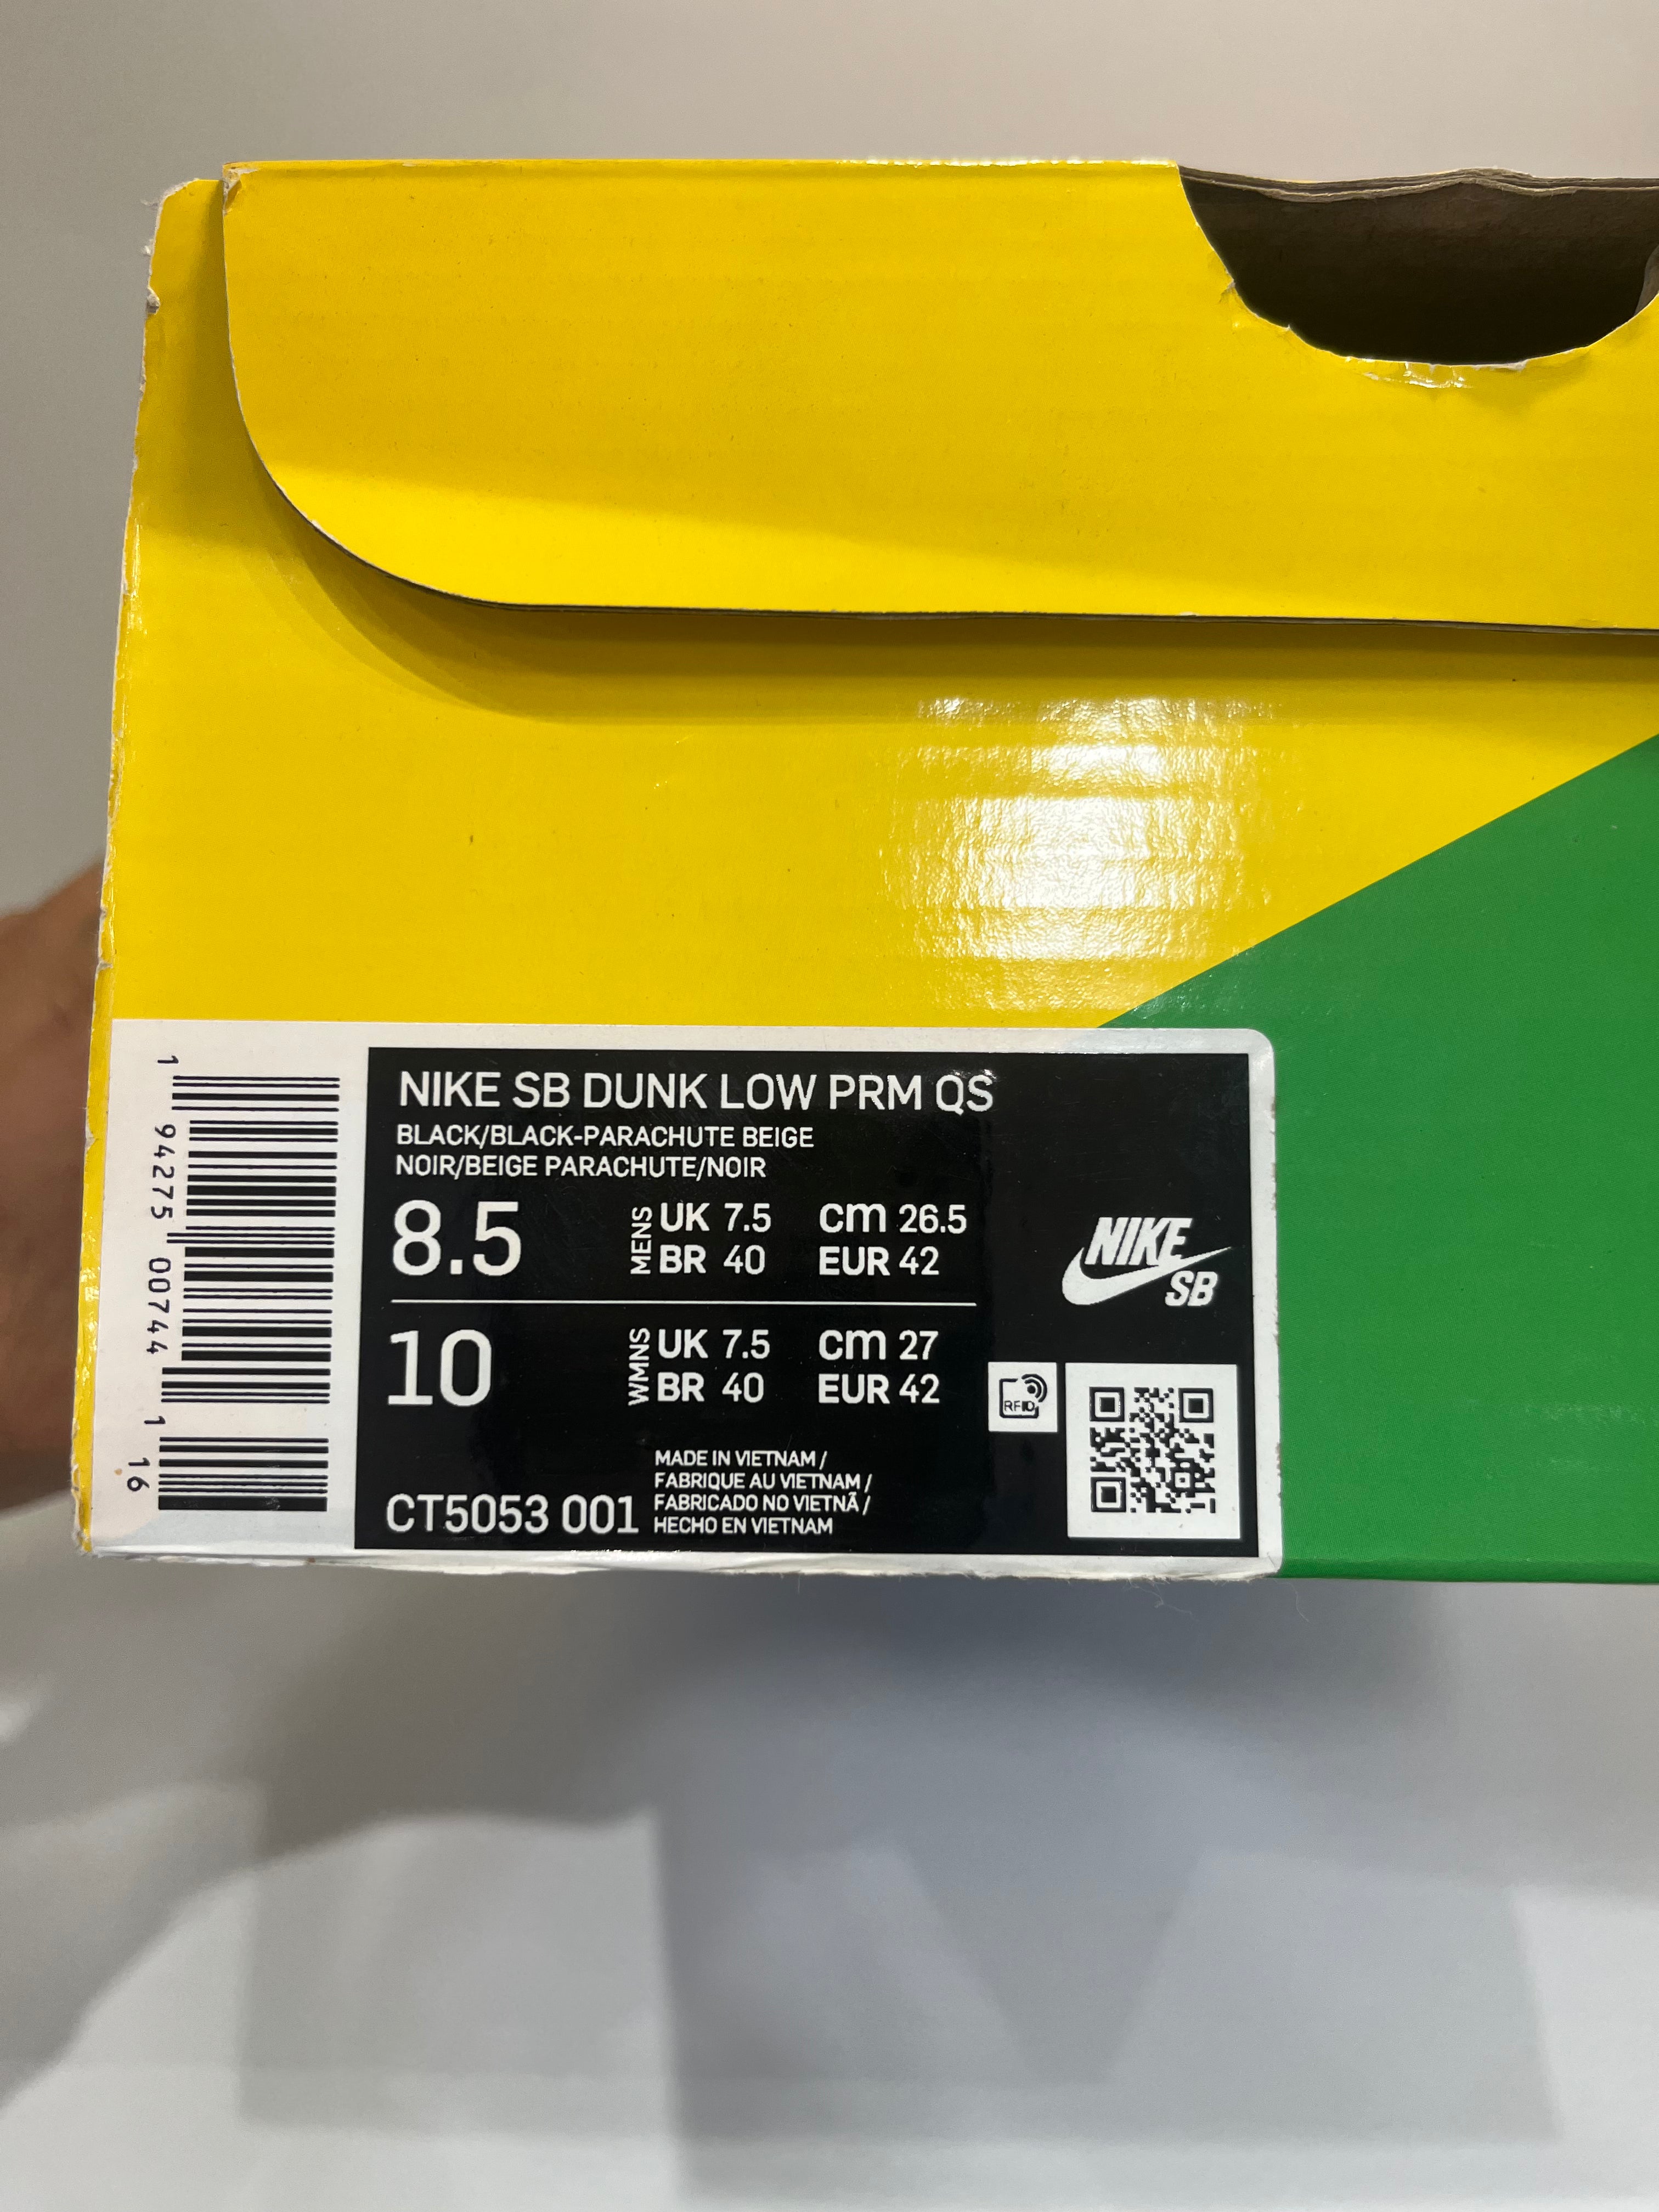 NIKE SB DUNK LOW PRM QS
BLACK/BLACK-PARACHUTE BEIGE
NOIR/BEIGE PARACHUTE/NOIR
8.5 MENS UK 7.5 cm 26.5
BR 40 EUR 42
10 WMNS UK 7.5 cm 27
BR 40 EUR 42
NIKE
SB
RFID
CT5053 001
MADE IN VIETNAM /
FABRIQUE AU VIETNAM /
FABRICADO NO VIETNÃ /
HECHO EN VIETNAM
1 94275 00744 1 16